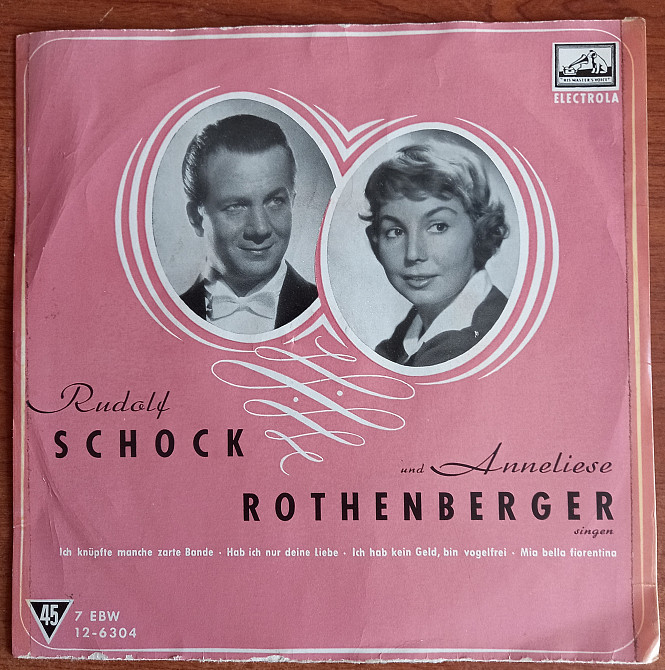 "HIS MASTER'S VOICE"
ELECTROLA
Rudolf
SCHOCK
und Anneliese
ROTHENBERGER
singen
Ich knüpfte manche zarte Bande · Hab ich nur deine Liebe · Ich hab kein Geld, bin vogelfrei · Mia bella fiorentina
45
7 EBW
12-6304